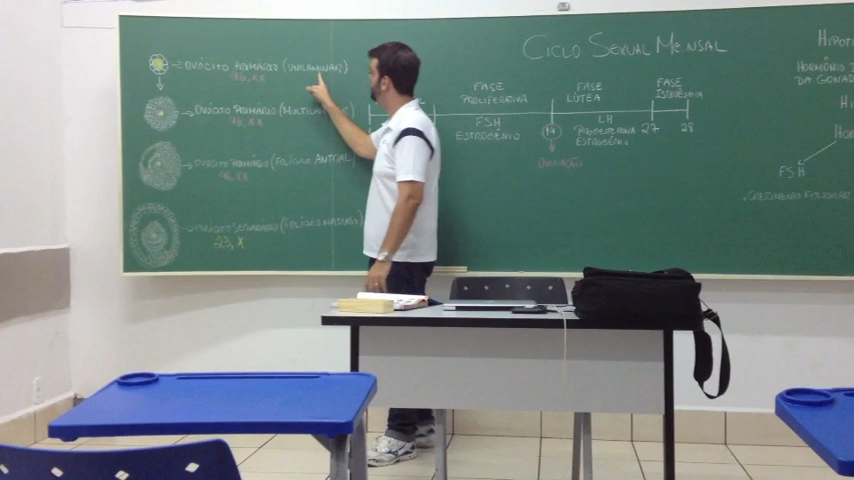 OVÓCITO PRIMÁRIO (UNILAMINAR)
46, XX
OVÓCITO PRIMÁRIO
46, XX
OVÓCITO PRIMÁRIO (FOLÍCULO ANTRAL)
46, XX
OVÓCITO SECUNDÁRIO (FOLÍCULO MADURO)
23, X
CICLO SEXUAL MENSAL
FASE
PROLIFERATIVA
FSH
ESTROGÊNIO
FASE
LÚTEA
LH
PROGESTERONA
ESTROGÊNIO
FASE
ISQUÊMICA
14
27
28
OVULAÇÃO
HIPOT
HORMÔNIO
DA GONAD
H
HOR
FSH
CRESCIMENTO FOLICULAR